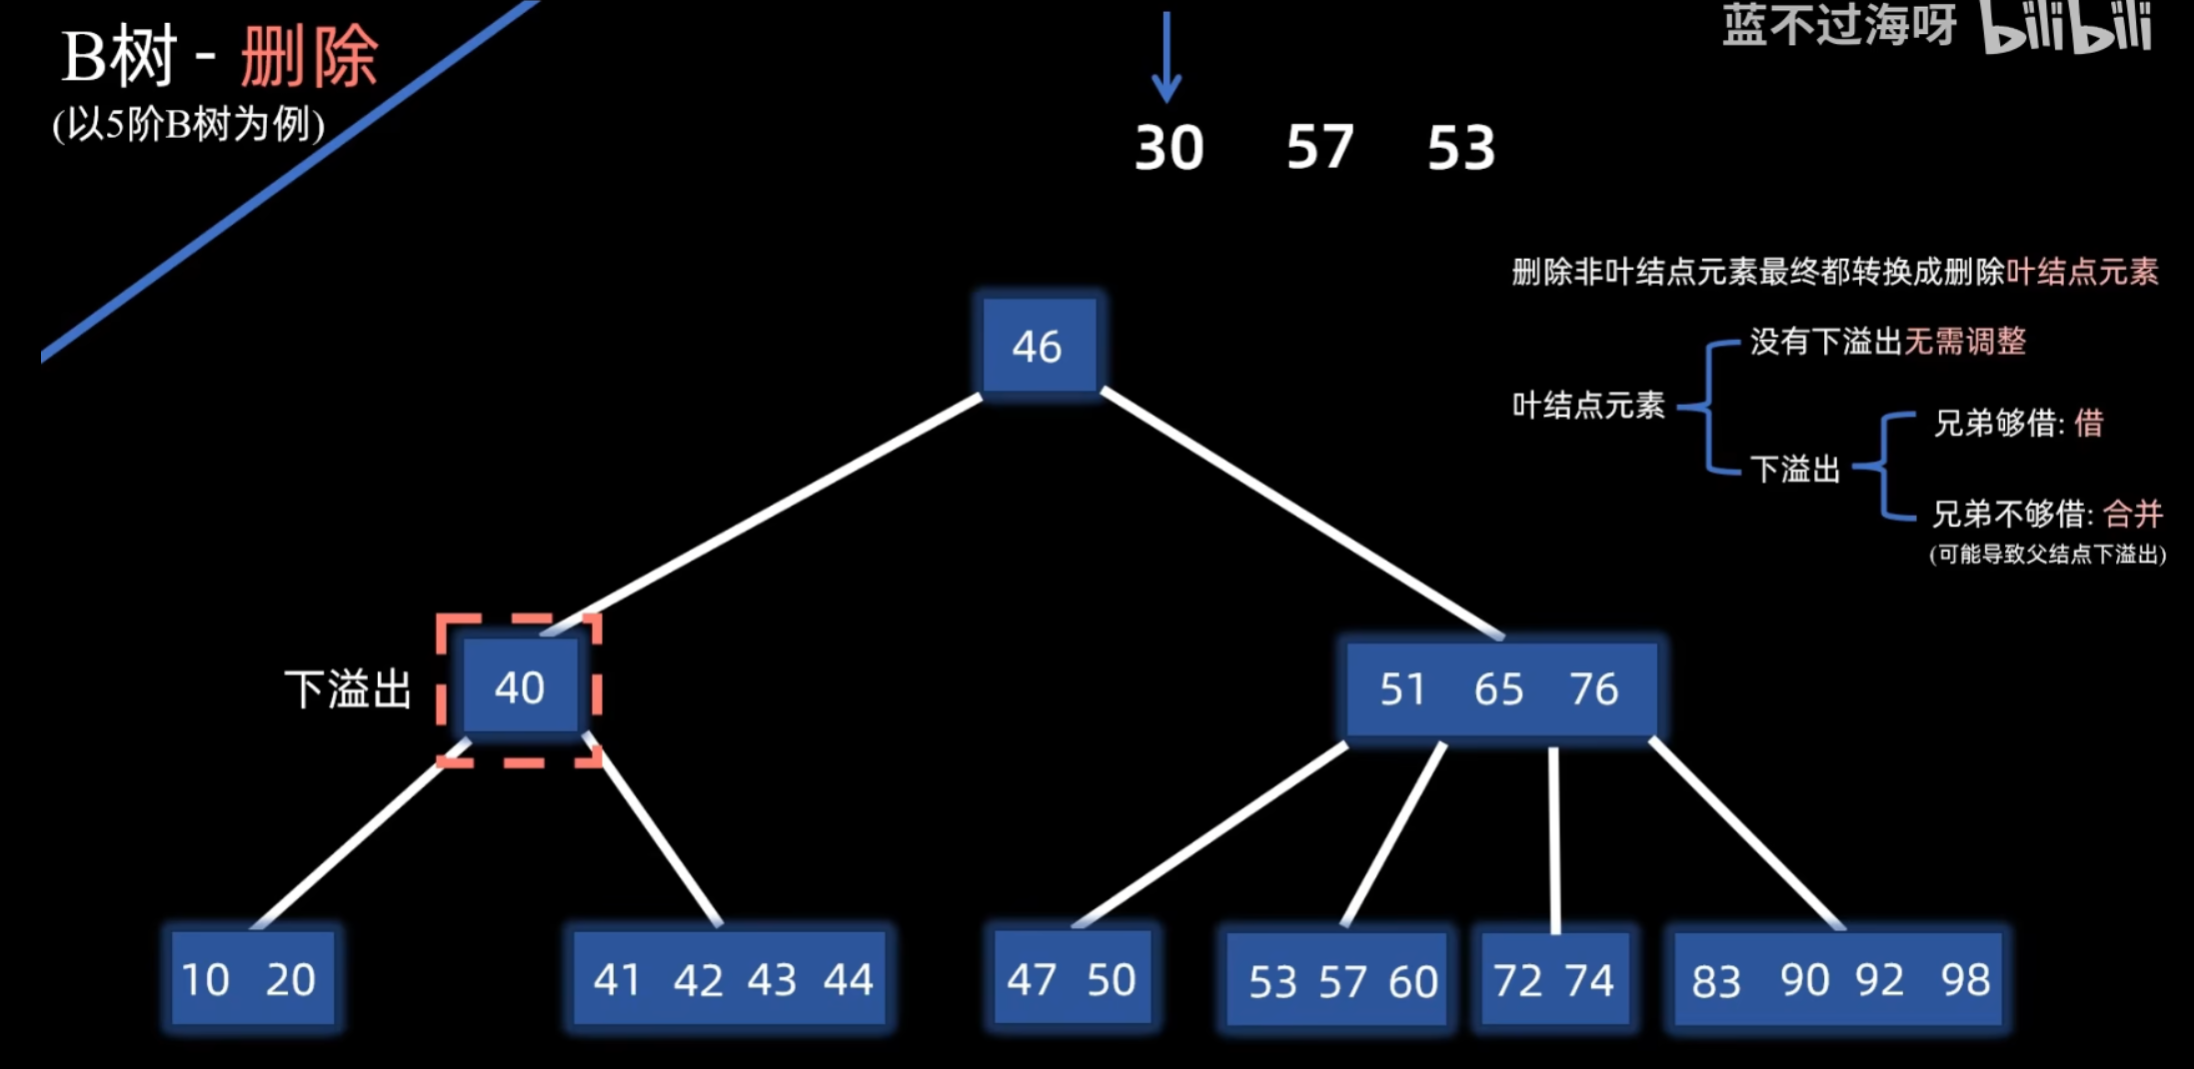 B树 - 删除
(以5阶B树为例)
蓝不过海呀 bilibili
30 57 53
删除非叶结点元素最终都转换成删除叶结点元素
没有下溢出无需调整
叶结点元素
兄弟够借: 借
下溢出
兄弟不够借: 合并
(可能导致父结点下溢出)
46
下溢出
40
51 65 76
10 20
41 42 43 44
47 50
53 57 60
72 74
83 90 92 98